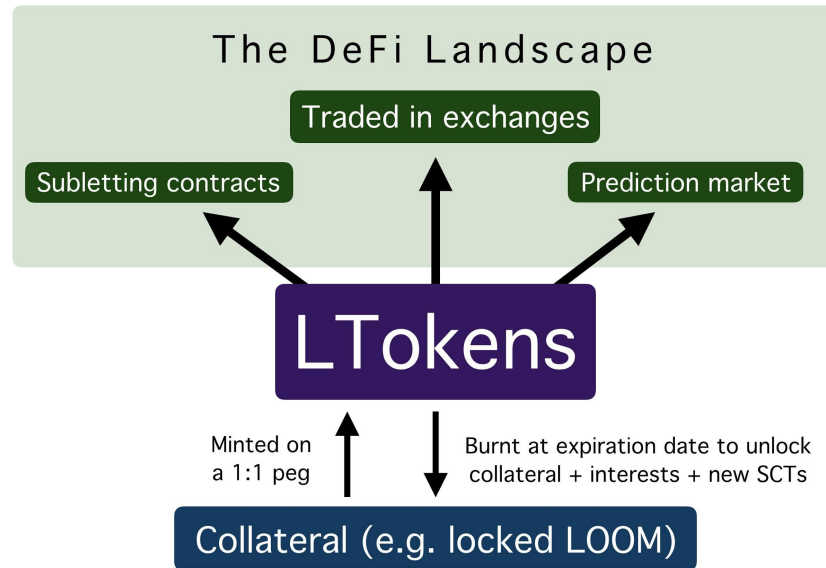 The DeFi Landscape
Traded in exchanges
Subletting contracts
Prediction market
LTokens
Minted on
a 1:1 peg
Burnt at expiration date to unlock
collateral + interests + new SCTs
Collateral (e.g. locked LOOM)